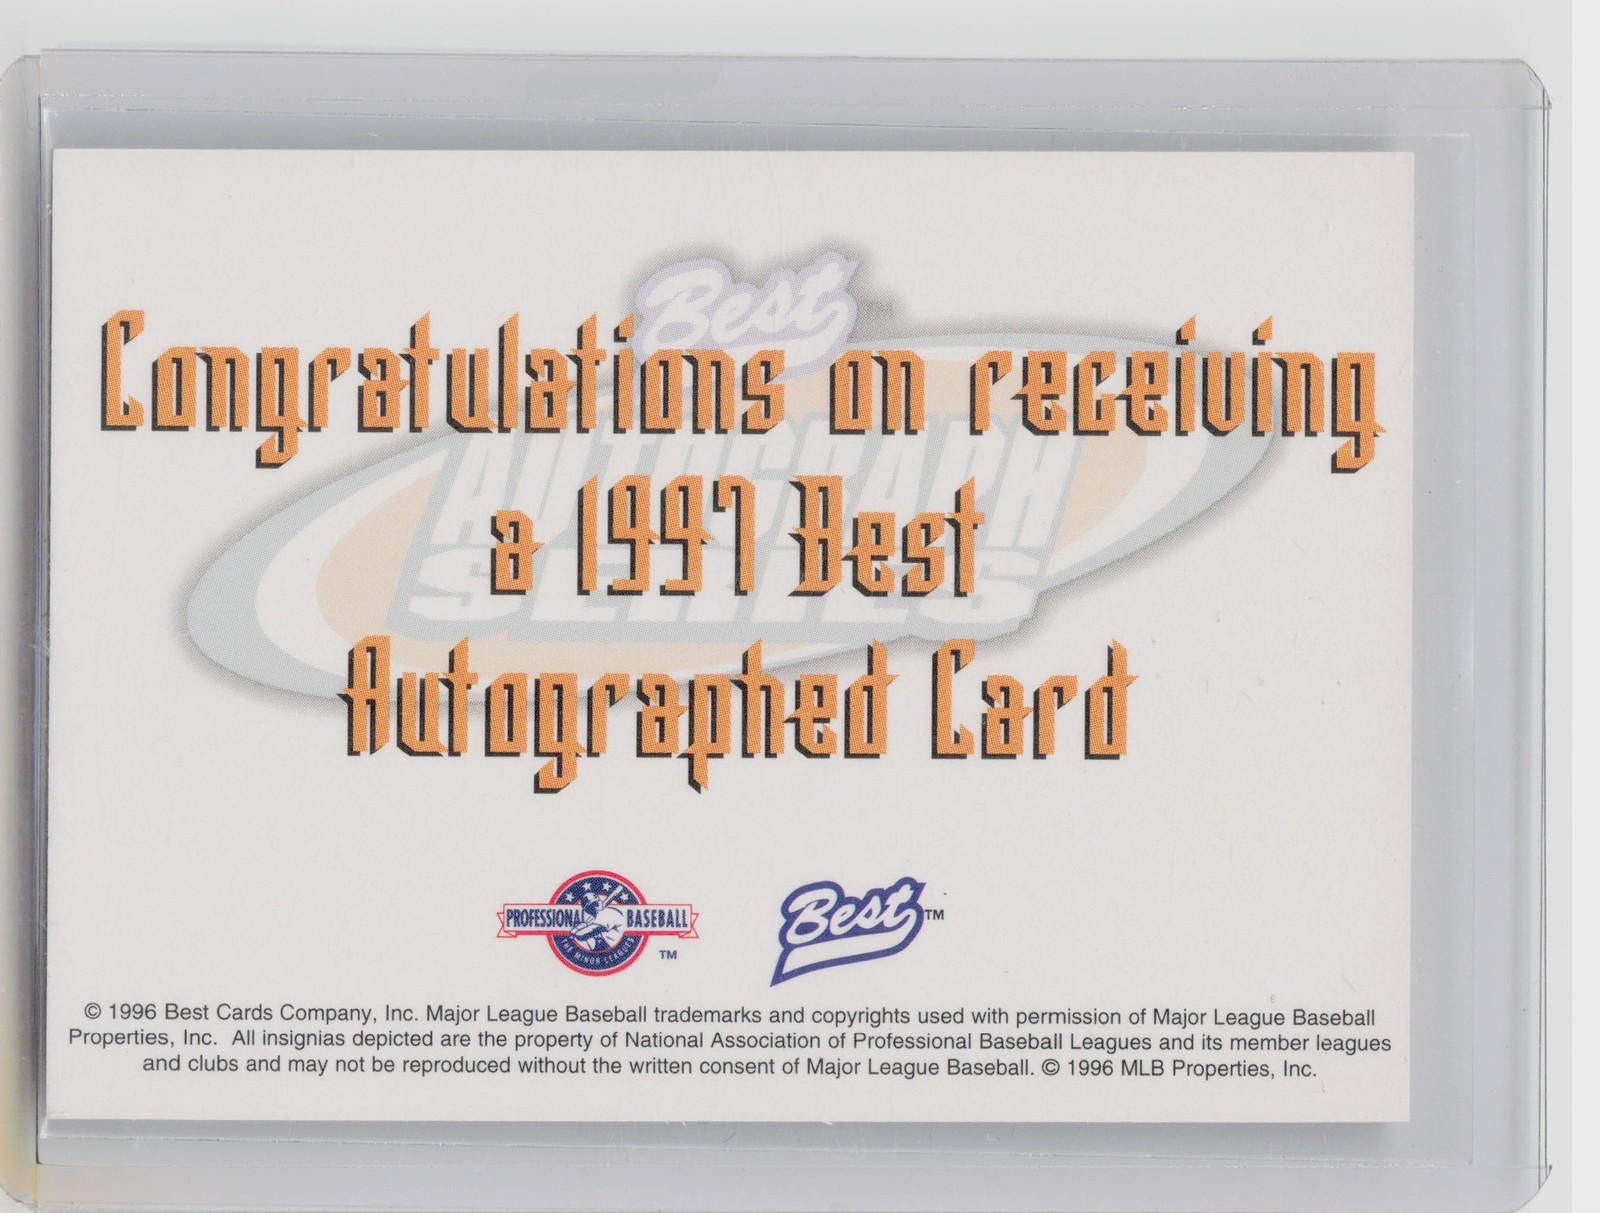 Best TM
AUTOGRAPH
SERIES
Congratulations on receiving
a 1997 Best
Autographed Card
PROFESSIONAL BASEBALL
THE MINOR LEAGUES
TM
Best TM
© 1996 Best Cards Company, Inc. Major League Baseball trademarks and copyrights used with permission of Major League Baseball
Properties, Inc.  All insignias depicted are the property of National Association of Professional Baseball Leagues and its member leagues
and clubs and may not be reproduced without the written consent of Major League Baseball. © 1996 MLB Properties, Inc.